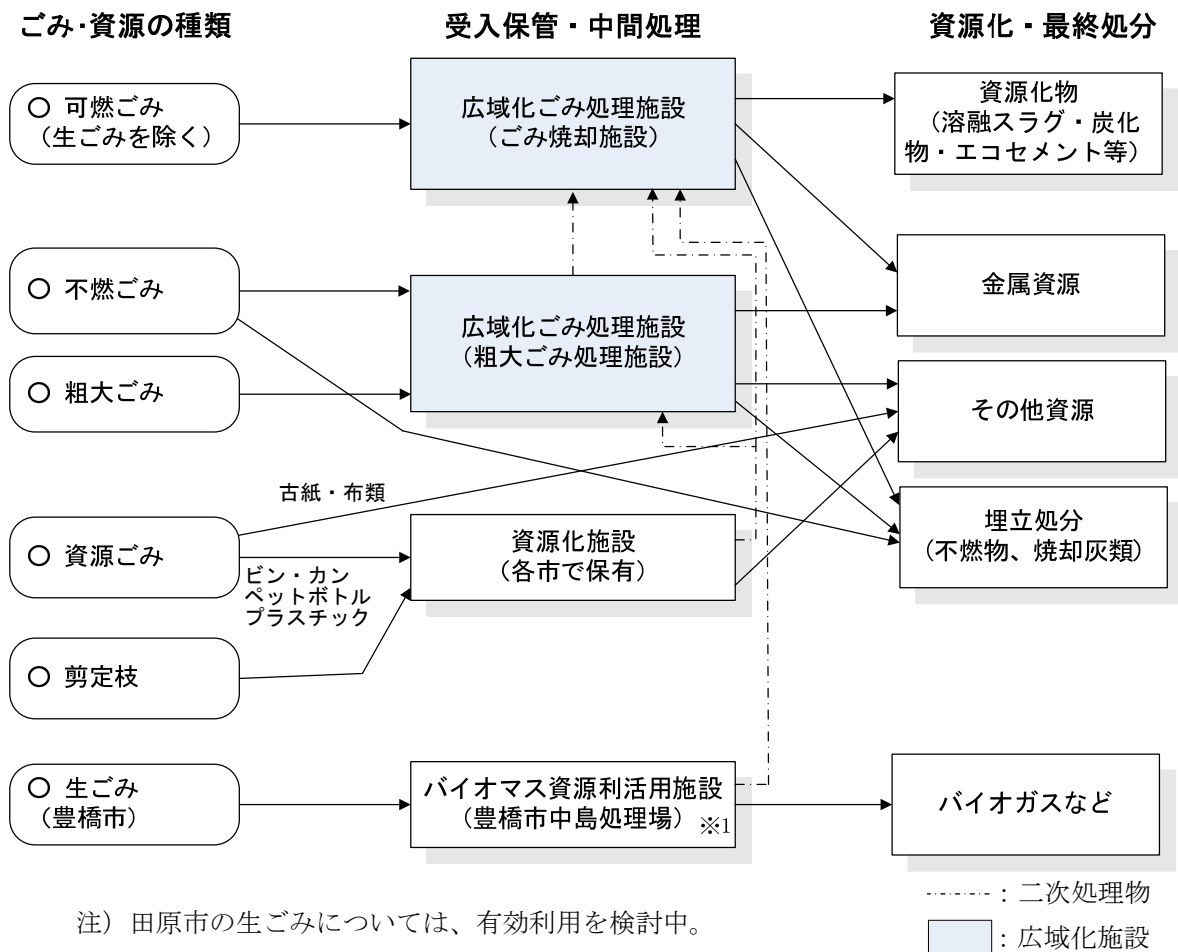 ごみ・資源の種類
受入保管・中間処理
資源化・最終処分
○ 可燃ごみ
（生ごみを除く）
広域化ごみ処理施設
（ごみ焼却施設）
資源化物
（溶融スラグ・炭化
物・エコセメント等）
○ 不燃ごみ
広域化ごみ処理施設
（粗大ごみ処理施設）
金属資源
○ 粗大ごみ
その他資源
古紙・布類
○ 資源ごみ
ビン・カン
ペットボトル
プラスチック
資源化施設
（各市で保有）
埋立処分
（不燃物、焼却灰類）
○ 剪定枝
○ 生ごみ
（豊橋市）
バイオマス資源利活用施設
（豊橋市中島処理場）※1
バイオガスなど
：二次処理物
：広域化施設
注）田原市の生ごみについては、有効利用を検討中。